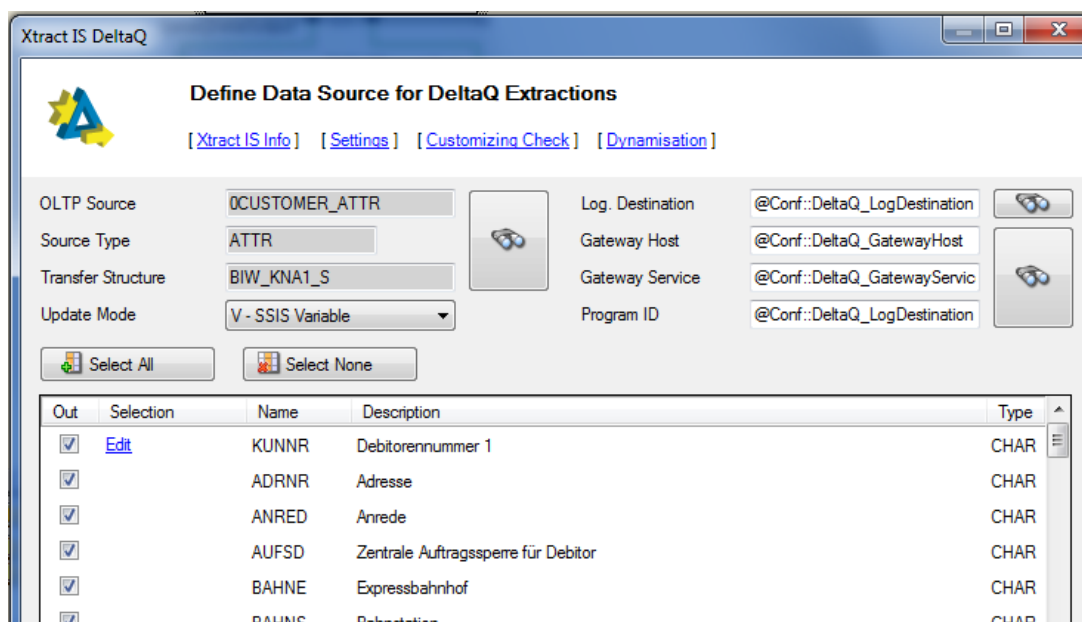 Xtract IS DeltaQ
Define Data Source for DeltaQ Extractions
[ Xtract IS Info ] [ Settings ] [ Customizing Check ] [ Dynamisation ]
OLTP Source 0CUSTOMER_ATTR Log. Destination @Conf::DeltaQ_LogDestination
Source Type ATTR Gateway Host @Conf::DeltaQ_GatewayHost
Transfer Structure BIW_KNA1_S Gateway Service @Conf::DeltaQ_GatewayServic
Update Mode V - SSIS Variable Program ID @Conf::DeltaQ_LogDestination
Select All Select None
Out Selection Name Description Type
Edit KUNNR Debitorennummer 1 CHAR
ADRNR Adresse CHAR
ANRED Anrede CHAR
AUFSD Zentrale Auftragssperre für Debitor CHAR
BAHNE Expressbahnhof CHAR
BAHNS Bahnstation CHAR